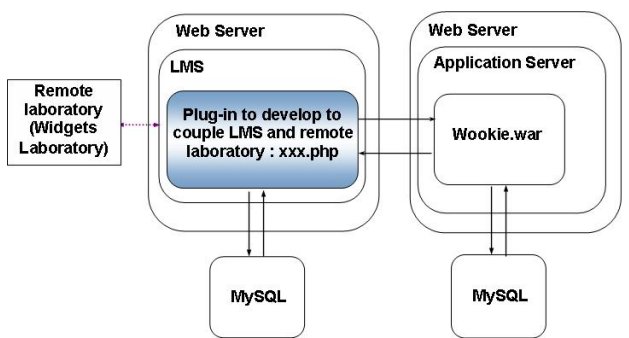 Web Server
LMS
Remote
laboratory
(Widgets
Laboratory)
Plug-in to develop to
couple LMS and remote
laboratory : xxx.php
MySQL
Web Server
Application Server
Wookie.war
MySQL